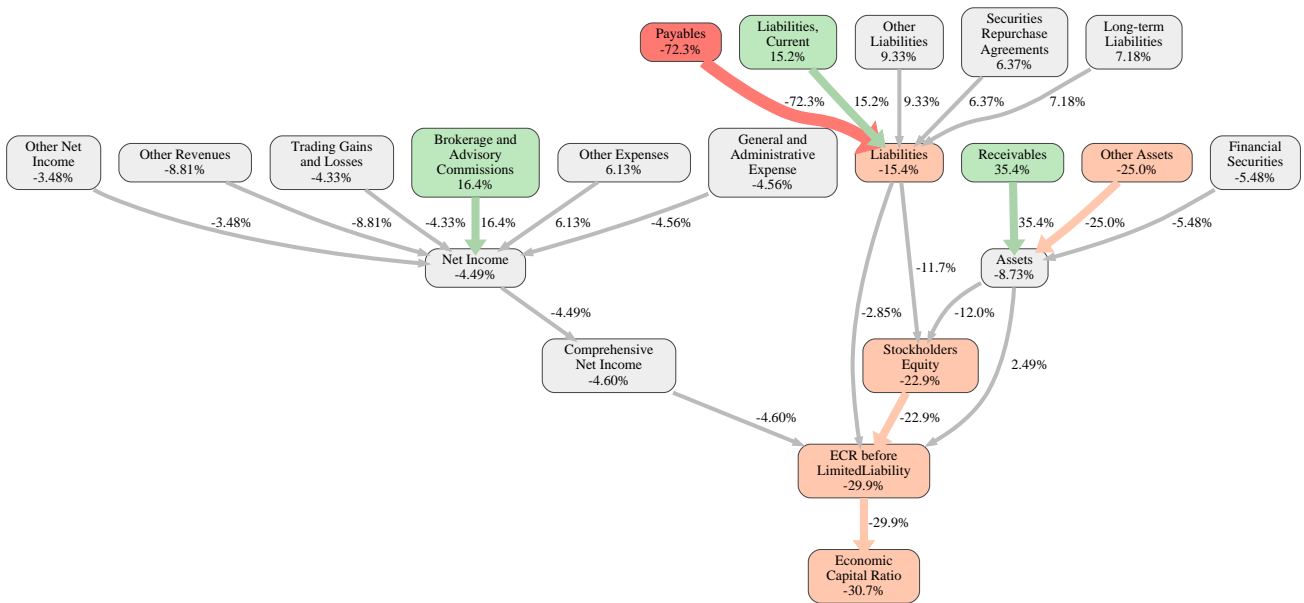 Payables
-72.3%
Liabilities,
Current
15.2%
Other
Liabilities
9.33%
Securities
Repurchase
Agreements
6.37%
Long-term
Liabilities
7.18%
-72.3%
15.2%
9.33%
6.37%
7.18%
Other Net
Income
-3.48%
Other Revenues
-8.81%
Trading Gains
and Losses
-4.33%
Brokerage and
Advisory
Commissions
16.4%
Other Expenses
6.13%
General and
Administrative
Expense
-4.56%
Liabilities
-15.4%
Receivables
35.4%
Other Assets
-25.0%
Financial
Securities
-5.48%
-3.48%
-8.81%
-4.33%
16.4%
6.13%
-4.56%
35.4%
-25.0%
-5.48%
Net Income
-4.49%
-11.7%
Assets
-8.73%
-4.49%
-2.85%
-12.0%
Comprehensive
Net Income
-4.60%
Stockholders
Equity
-22.9%
2.49%
-4.60%
-22.9%
ECR before
LimitedLiability
-29.9%
-29.9%
Economic
Capital Ratio
-30.7%